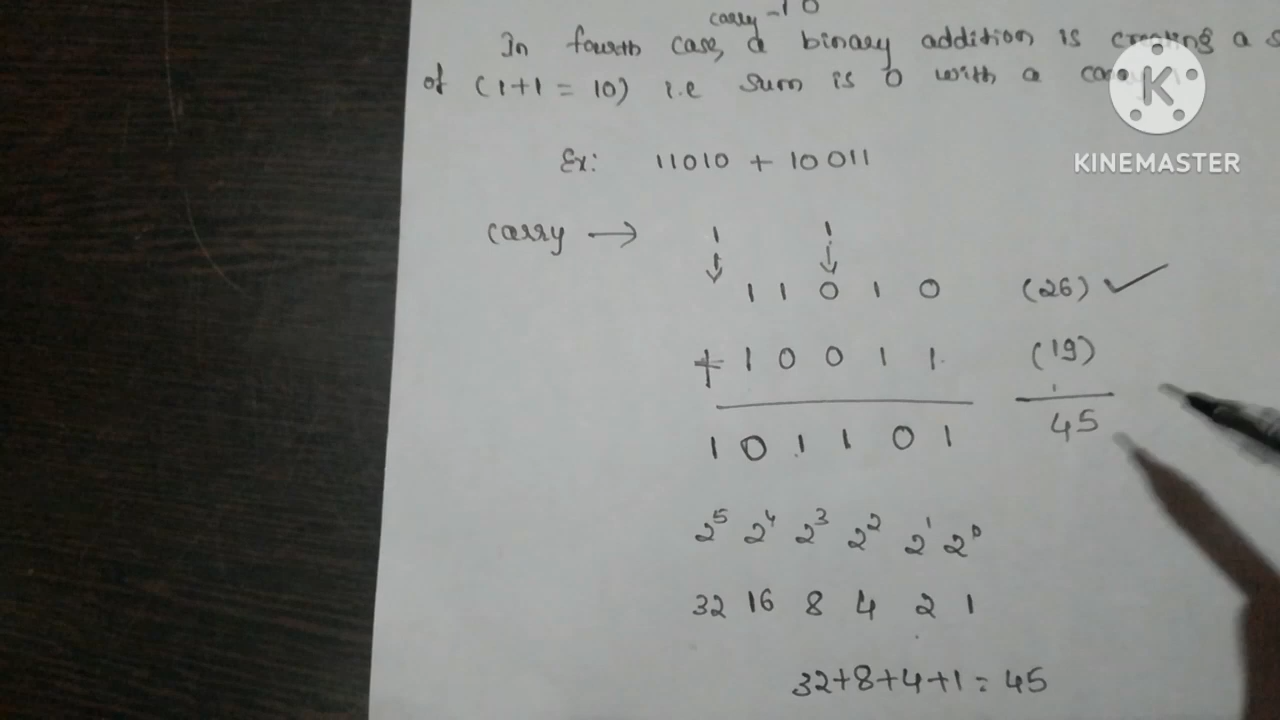 carry - 1 0
In fourth case, a binary addition is creating a
of (1+1 = 10) i.e sum is 0 with a
K
KINEMASTER
Ex: 11010 + 10011
carry → 1 1
↓ ↓
1 1 0 1 0 (26) ✓
+ 1 0 0 1 1 (19)
1 0 1 1 0 1 45
2⁵ 2⁴ 2³ 2² 2¹ 2⁰
32 16 8 4 2 1
32+8+4+1 = 45